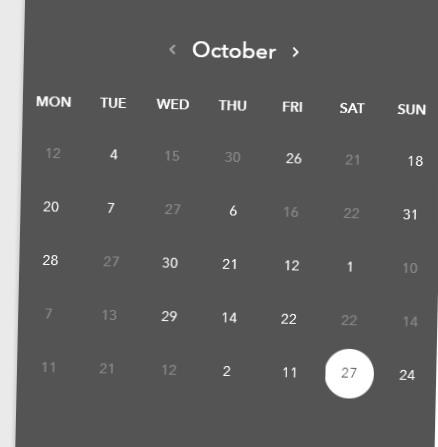 ‹ October ›
MON TUE WED THU FRI SAT SUN
12 4 15 30 26 21 18
20 7 27 6 16 22 31
28 27 30 21 12 1 10
7 13 29 14 22 22 14
11 21 12 2 11 27 24